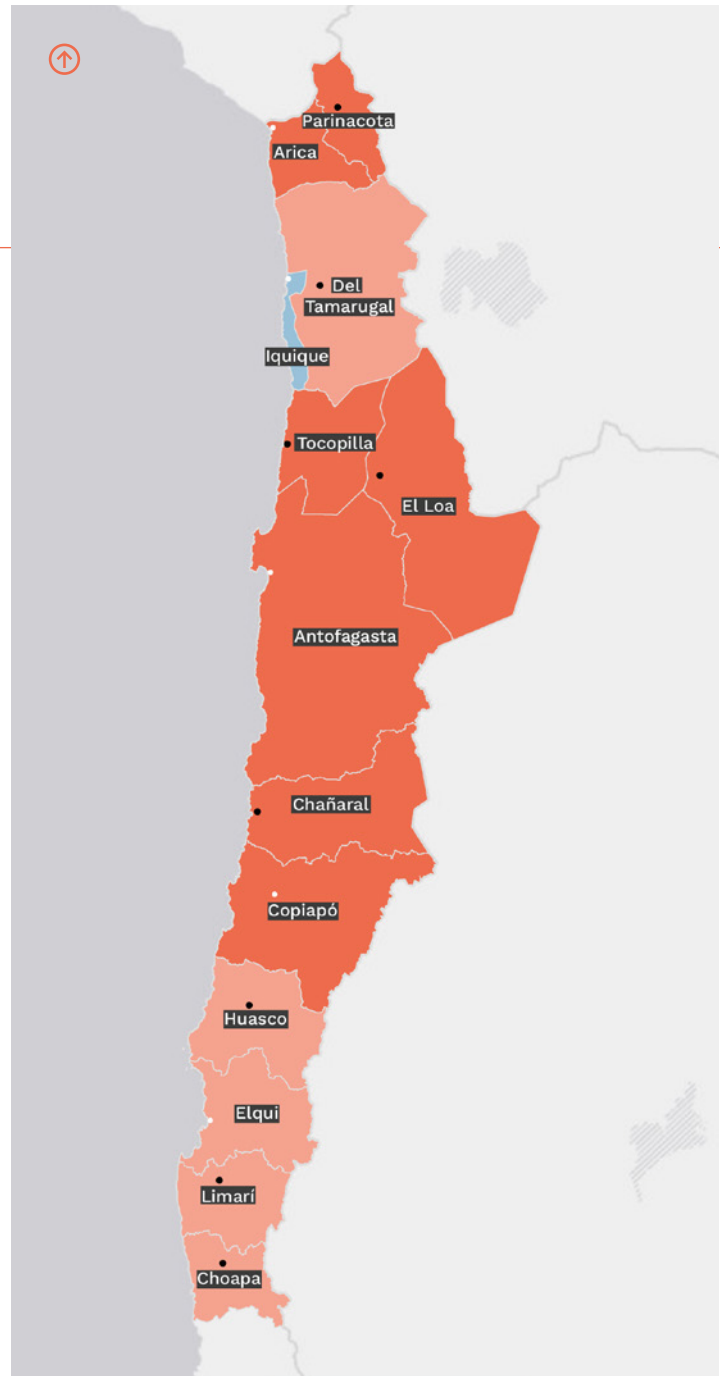 Parinacota
Arica
Del
Tamarugal
Iquique
Tocopilla
El Loa
Antofagasta
Chañaral
Copiapó
Huasco
Elqui
Limarí
Choapa